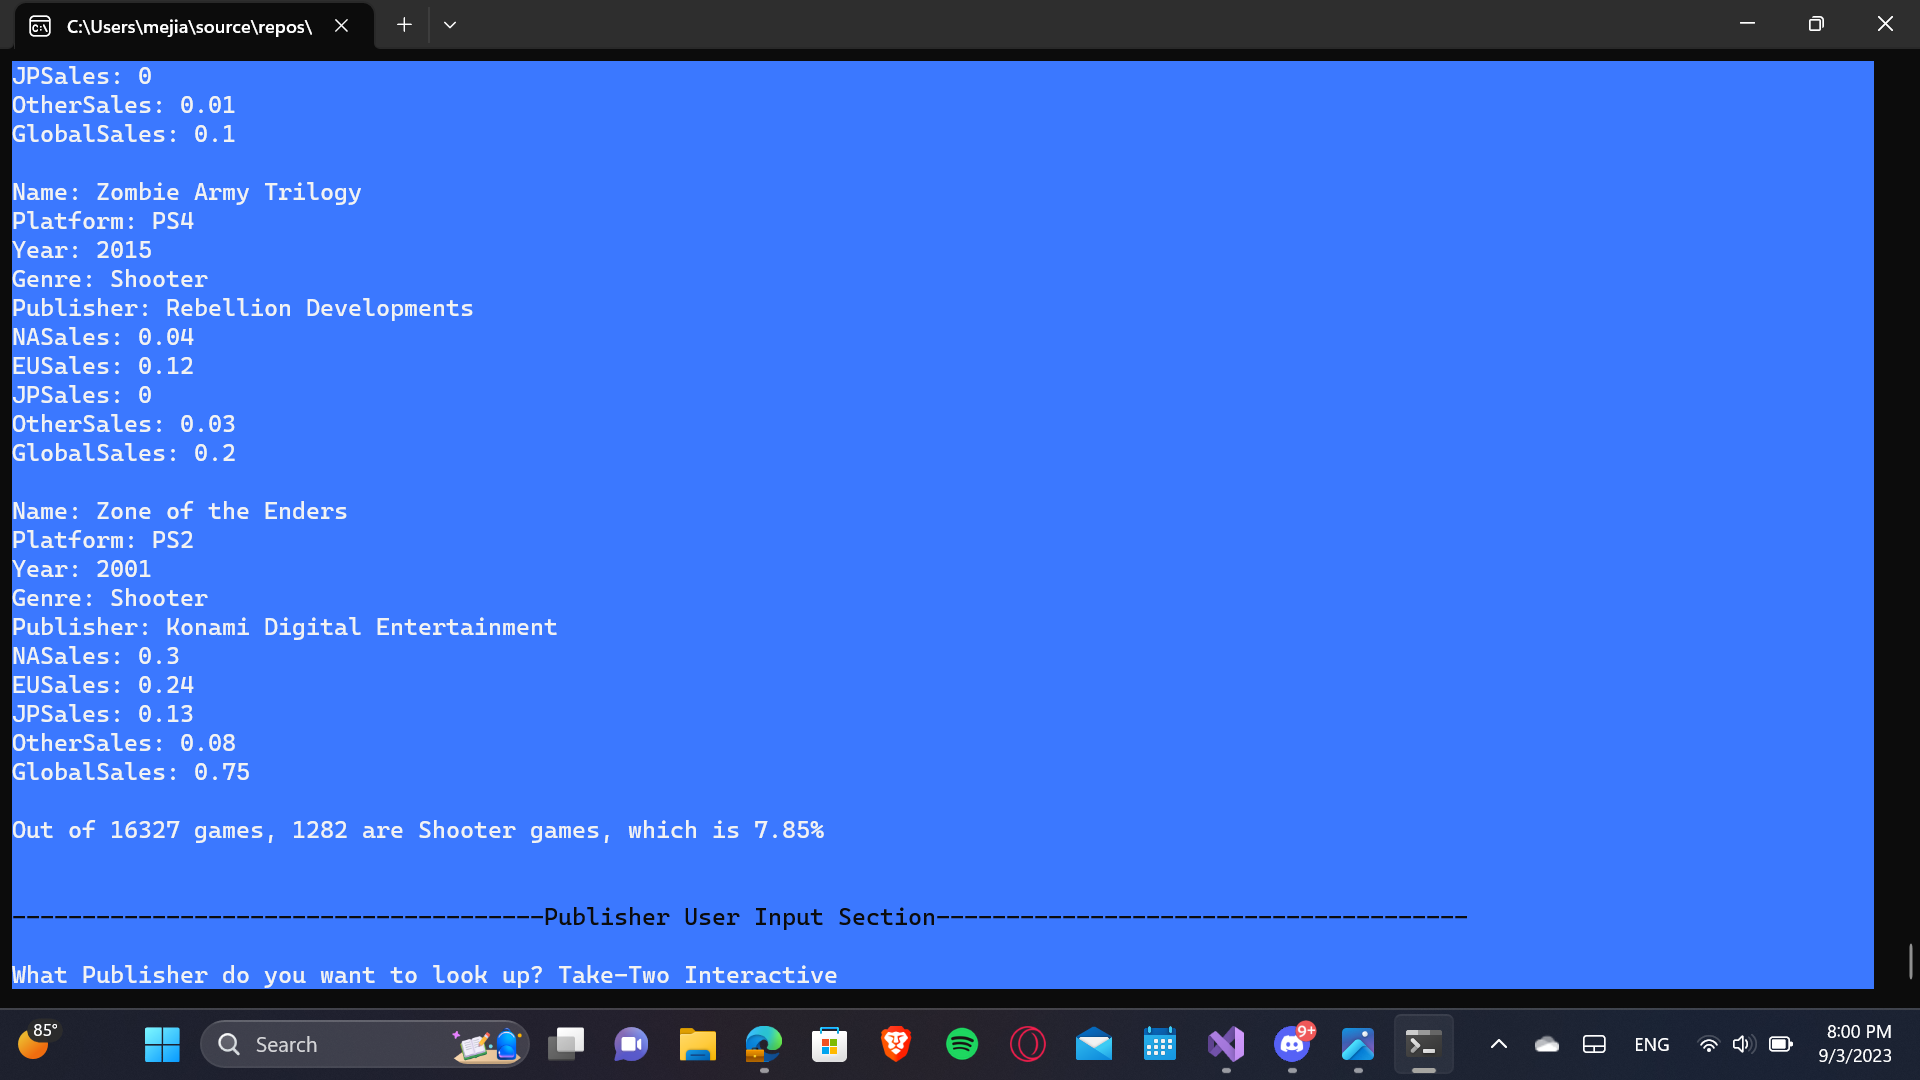 C:\Users\mejia\source\repos\
JPSales: 0
OtherSales: 0.01
GlobalSales: 0.1
Name: Zombie Army Trilogy
Platform: PS4
Year: 2015
Genre: Shooter
Publisher: Rebellion Developments
NASales: 0.04
EUSales: 0.12
JPSales: 0
OtherSales: 0.03
GlobalSales: 0.2
Name: Zone of the Enders
Platform: PS2
Year: 2001
Genre: Shooter
Publisher: Konami Digital Entertainment
NASales: 0.3
EUSales: 0.24
JPSales: 0.13
OtherSales: 0.08
GlobalSales: 0.75
Out of 16327 games, 1282 are Shooter games, which is 7.85%
--------------------------------------Publisher User Input Section--------------------------------------
What Publisher do you want to look up? Take-Two Interactive
85°
Search
9+
ENG
8:00 PM
9/3/2023